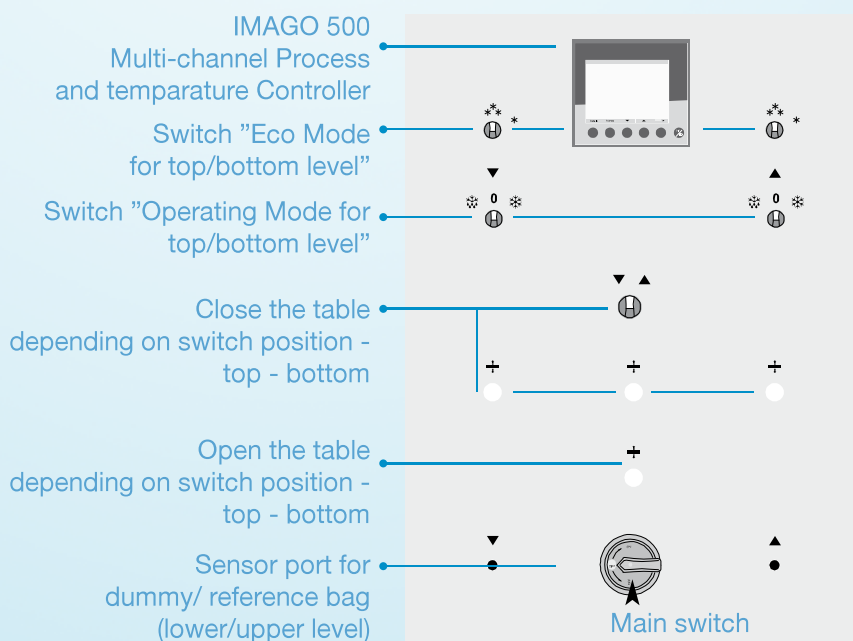 IMAGO 500
Multi-channel Process
and temparature Controller
Switch ”Eco Mode
for top/bottom level”
0
0
Switch ”Operating Mode for
top/bottom level”
Close the table
depending on switch position -
top - bottom
Open the table
depending on switch position -
top - bottom
Sensor port for
dummy/ reference bag
(lower/upper level)
Main switch